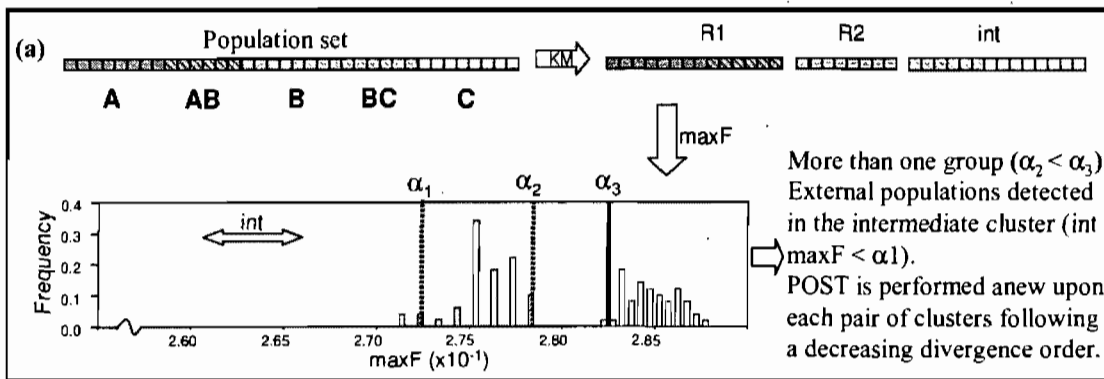 (a)
Population set
A
AB
B
BC
C
KM
R1
R2
int
maxF
Frequency
0.4
0.3
0.2
0.1
0.0
int
α₁
α₂
α₃
2.60
2.65
2.70
2.75
2.80
2.85
maxF (x10⁻¹)
More than one group (α₂ < α₃)
External populations detected
in the intermediate cluster (int
maxF < α1).
POST is performed anew upon
each pair of clusters following
a decreasing divergence order.